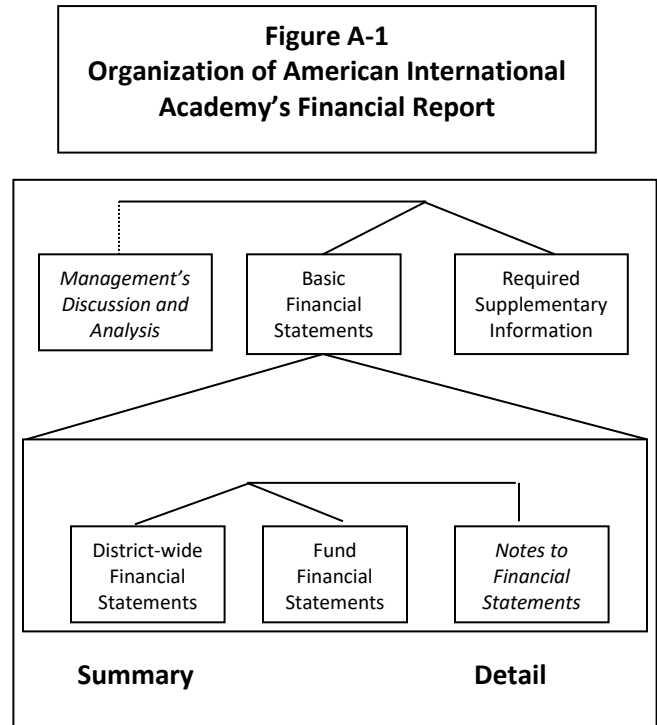 Figure A-1
Organization of American International
Academy’s Financial Report
Management’s
Discussion and
Analysis
Basic
Financial
Statements
Required
Supplementary
Information
District-wide
Financial
Statements
Fund
Financial
Statements
Notes to
Financial
Statements
Summary
Detail